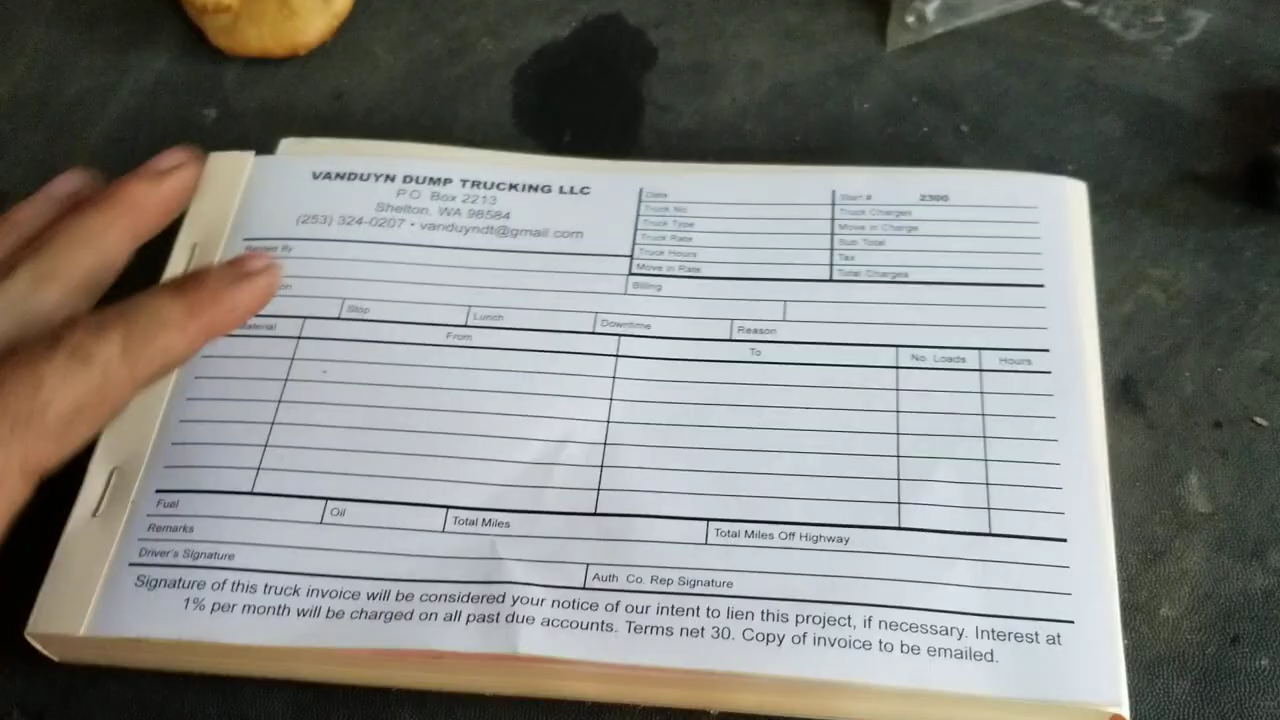 VANDUYN DUMP TRUCKING LLC
P.O. Box 2213
Shelton, WA 98584
(253) 324-0207 • vanduyndt@gmail.com
Date
Truck No.
Truck Type
Truck Rate
Truck Hours
Move in Rate
2300
Truck Charges
Move in Charge
Sub Total
Tax
Total Charges
By
Billing
Stop
Lunch
Downtime
Reason
Material
From
To
No. Loads
Hours
Fuel
Oil
Total Miles
Total Miles Off Highway
Remarks
Driver's Signature
Auth. Co. Rep Signature
Signature of this truck invoice will be considered your notice of our intent to lien this project, if necessary. Interest at
1% per month will be charged on all past due accounts. Terms net 30. Copy of invoice to be emailed.